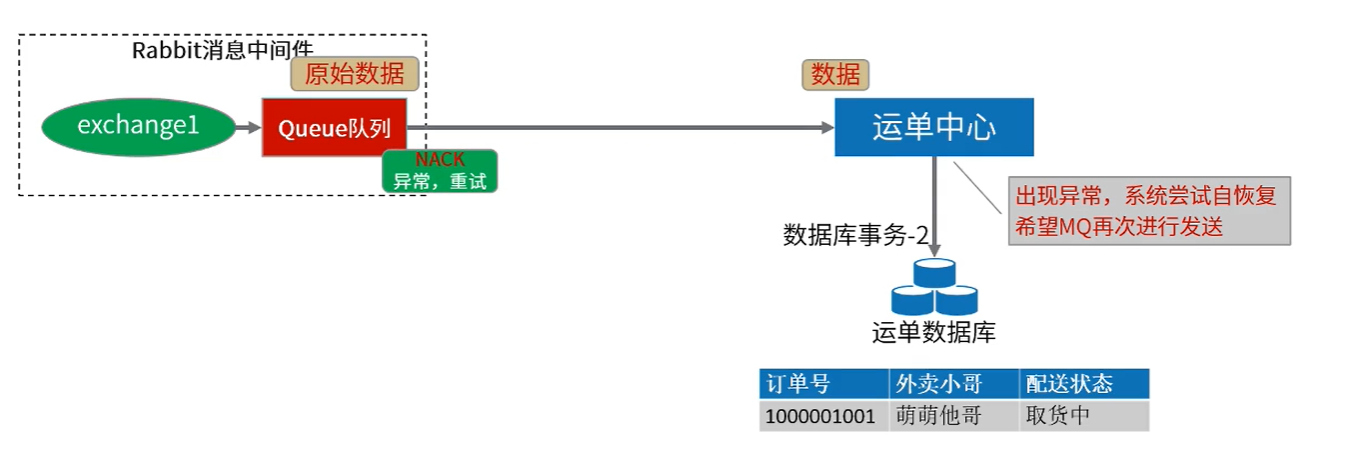 Rabbit消息中间件
原始数据
数据
exchange1
Queue队列
运单中心
NACK
异常，重试
出现异常，系统尝试自恢复
希望MQ再次进行发送
数据库事务-2
运单数据库
订单号 外卖小哥 配送状态
1000001001 萌萌他哥 取货中